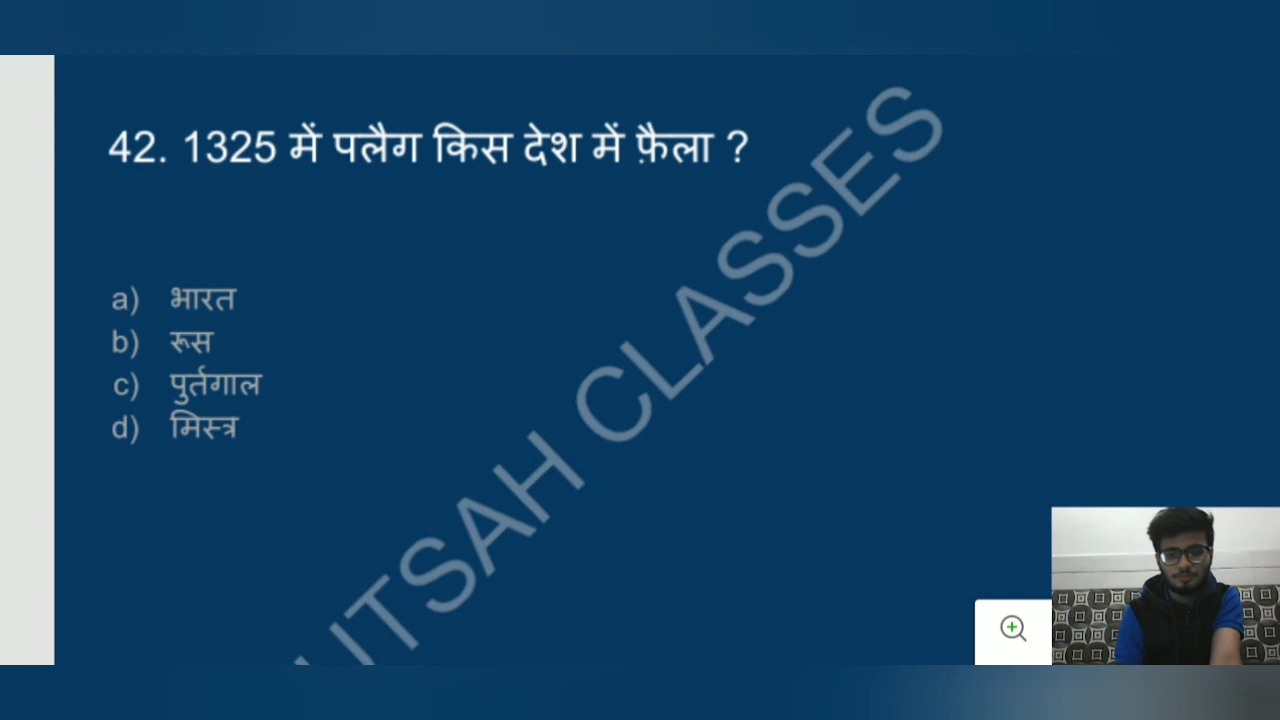 42. 1325 में पलैग किस देश में फ़ैला ?
a) भारत
b) रूस
c) पुर्तगाल
d) मिस्त्र
UTSAH CLASSES